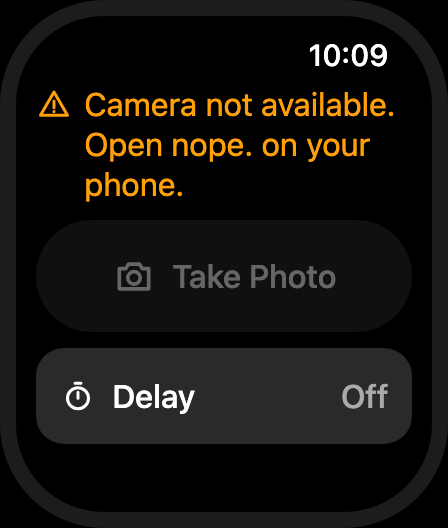 10:09
Camera not available.
Open nope. on your
phone.
Take Photo
Delay Off